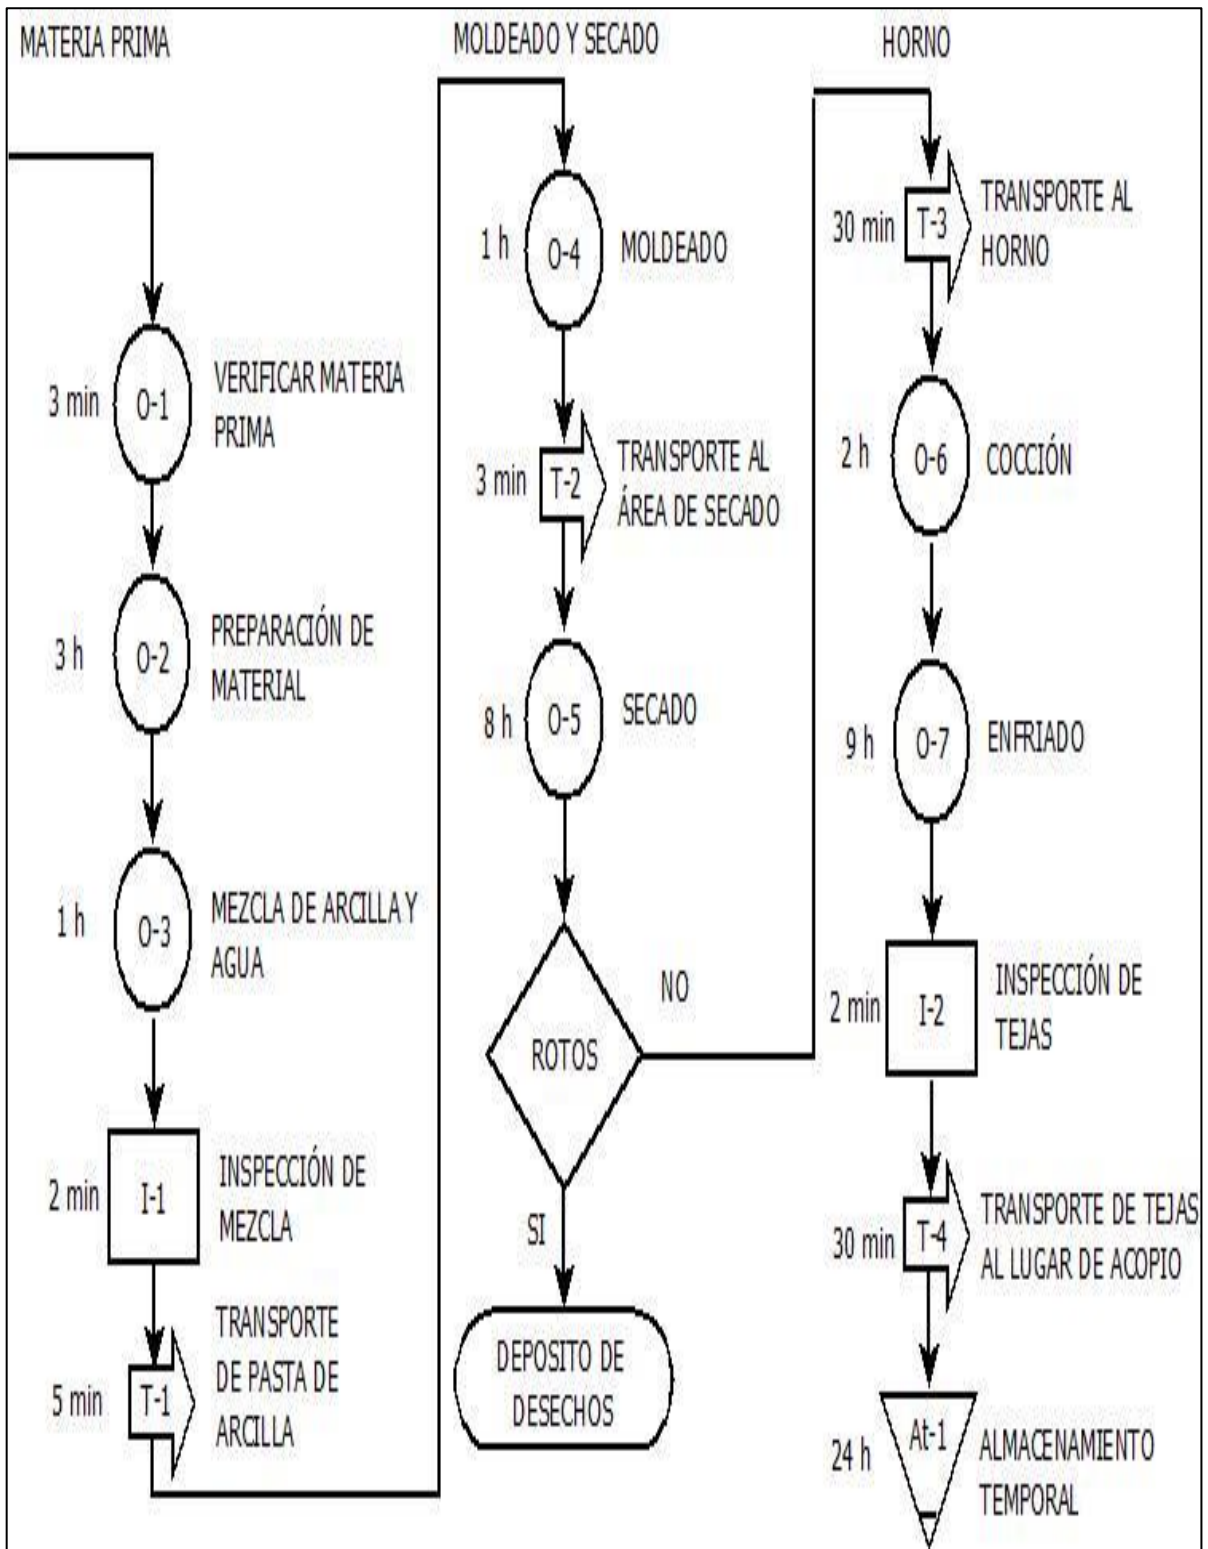 MATERIA PRIMA
3 min
O-1
VERIFICAR MATERIA
PRIMA
3 h
O-2
PREPARACIÓN DE
MATERIAL
1 h
O-3
MEZCLA DE ARCILLA Y
AGUA
2 min
I-1
INSPECCIÓN DE
MEZCLA
5 min
T-1
TRANSPORTE
DE PASTA DE
ARCILLA
MOLDEADO Y SECADO
1 h
O-4
MOLDEADO
3 min
T-2
TRANSPORTE AL
ÁREA DE SECADO
8 h
O-5
SECADO
ROTOS
NO
SI
DEPOSITO DE
DESECHOS
HORNO
30 min
T-3
TRANSPORTE AL
HORNO
2 h
O-6
COCCIÓN
9 h
O-7
ENFRIADO
2 min
I-2
INSPECCIÓN DE
TEJAS
30 min
T-4
TRANSPORTE DE TEJAS
AL LUGAR DE ACOPIO
24 h
At-1
ALMACENAMIENTO
TEMPORAL